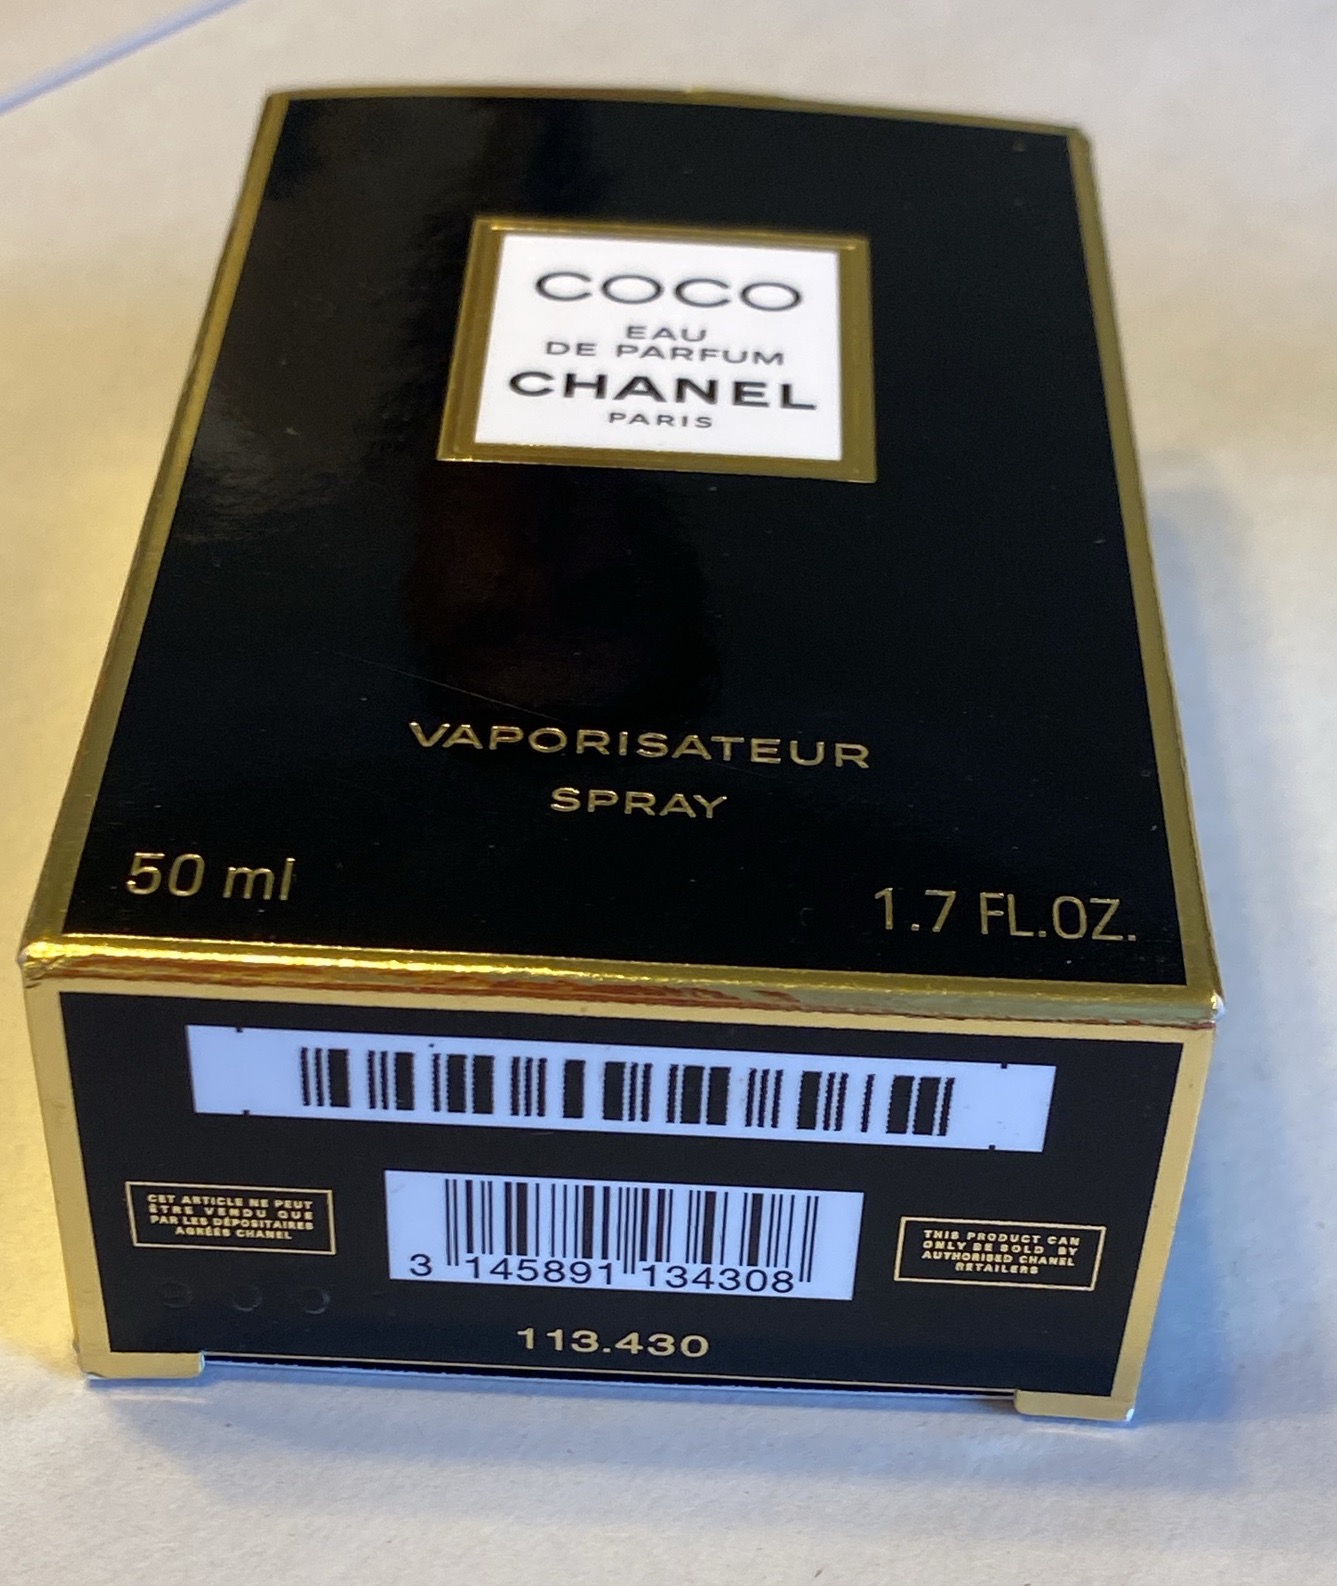 COCO
EAU
DE PARFUM
CHANEL
PARIS
VAPORISATEUR
SPRAY
50 ml
1.7 FL.OZ.
CET ARTICLE NE PEUT
ÊTRE VENDU QUE
PAR LES DÉPOSITAIRES
AGRÉÉS CHANEL
3 145891 134308
THIS PRODUCT CAN
ONLY BE SOLD BY
AUTHORISED CHANEL
RETAILERS
113.430